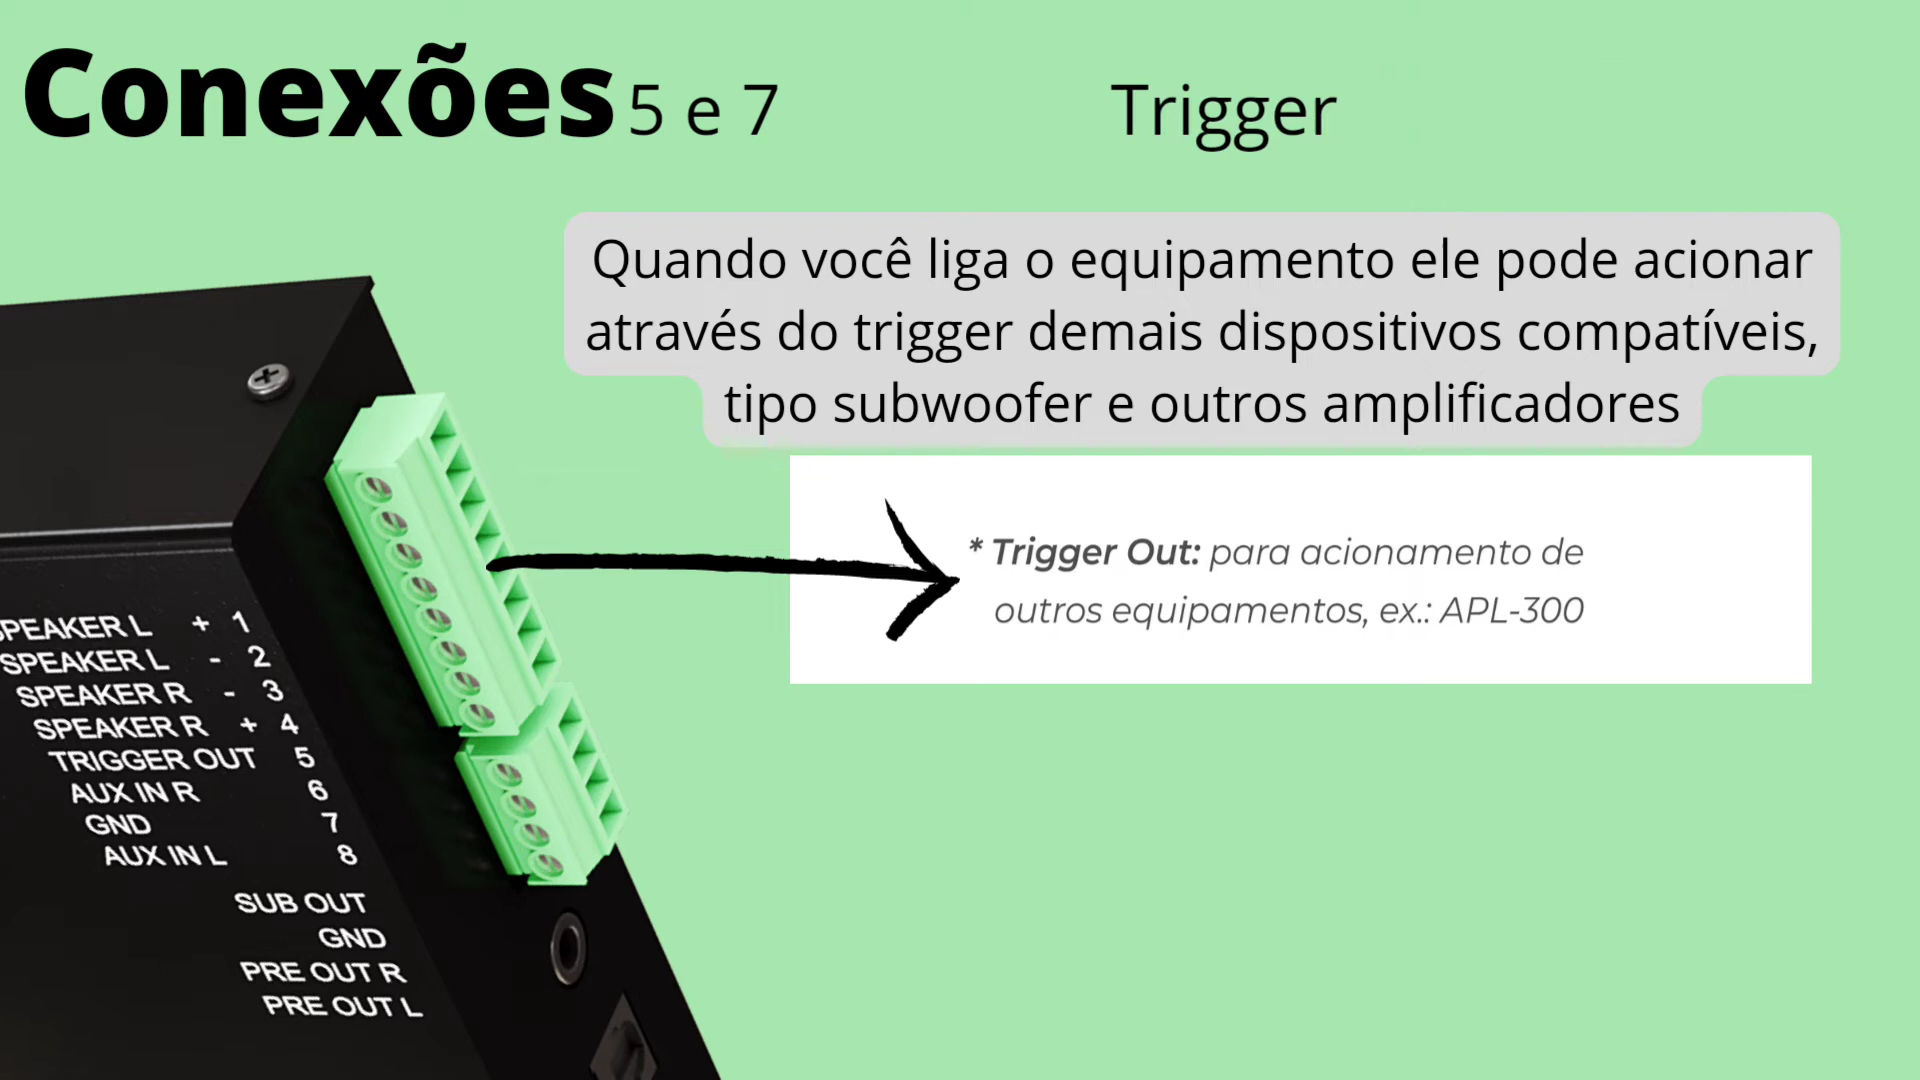 Conexões 5 e 7
Trigger
Quando você liga o equipamento ele pode acionar
através do trigger demais dispositivos compatíveis,
tipo subwoofer e outros amplificadores
* Trigger Out: para acionamento de
outros equipamentos, ex.: APL-300
SPEAKER L + 1
SPEAKER L - 2
SPEAKER R - 3
SPEAKER R + 4
TRIGGER OUT 5
AUX IN R 6
GND 7
AUX IN L 8
SUB OUT
GND
PRE OUT R
PRE OUT L